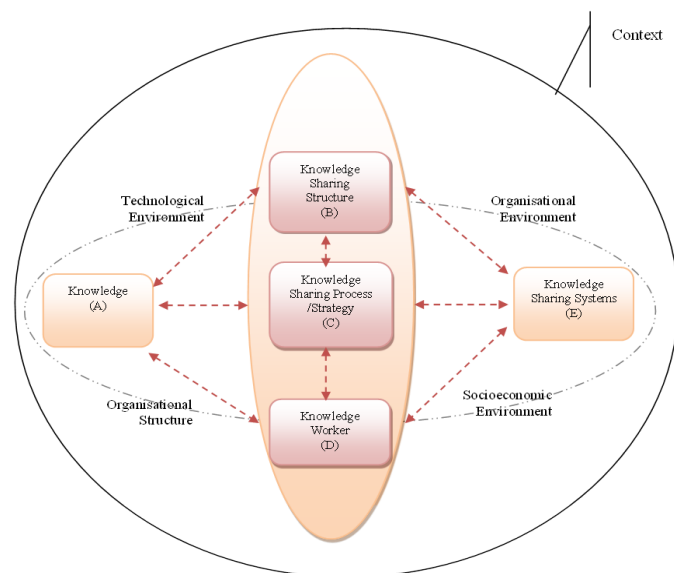 Context
Knowledge
Sharing
Structure
(B)
Technological
Environment
Organisational
Environment
Knowledge
(A)
Knowledge
Sharing Process
/Strategy
(C)
Knowledge
Sharing Systems
(E)
Organisational
Structure
Knowledge
Worker
(D)
Socioeconomic
Environment